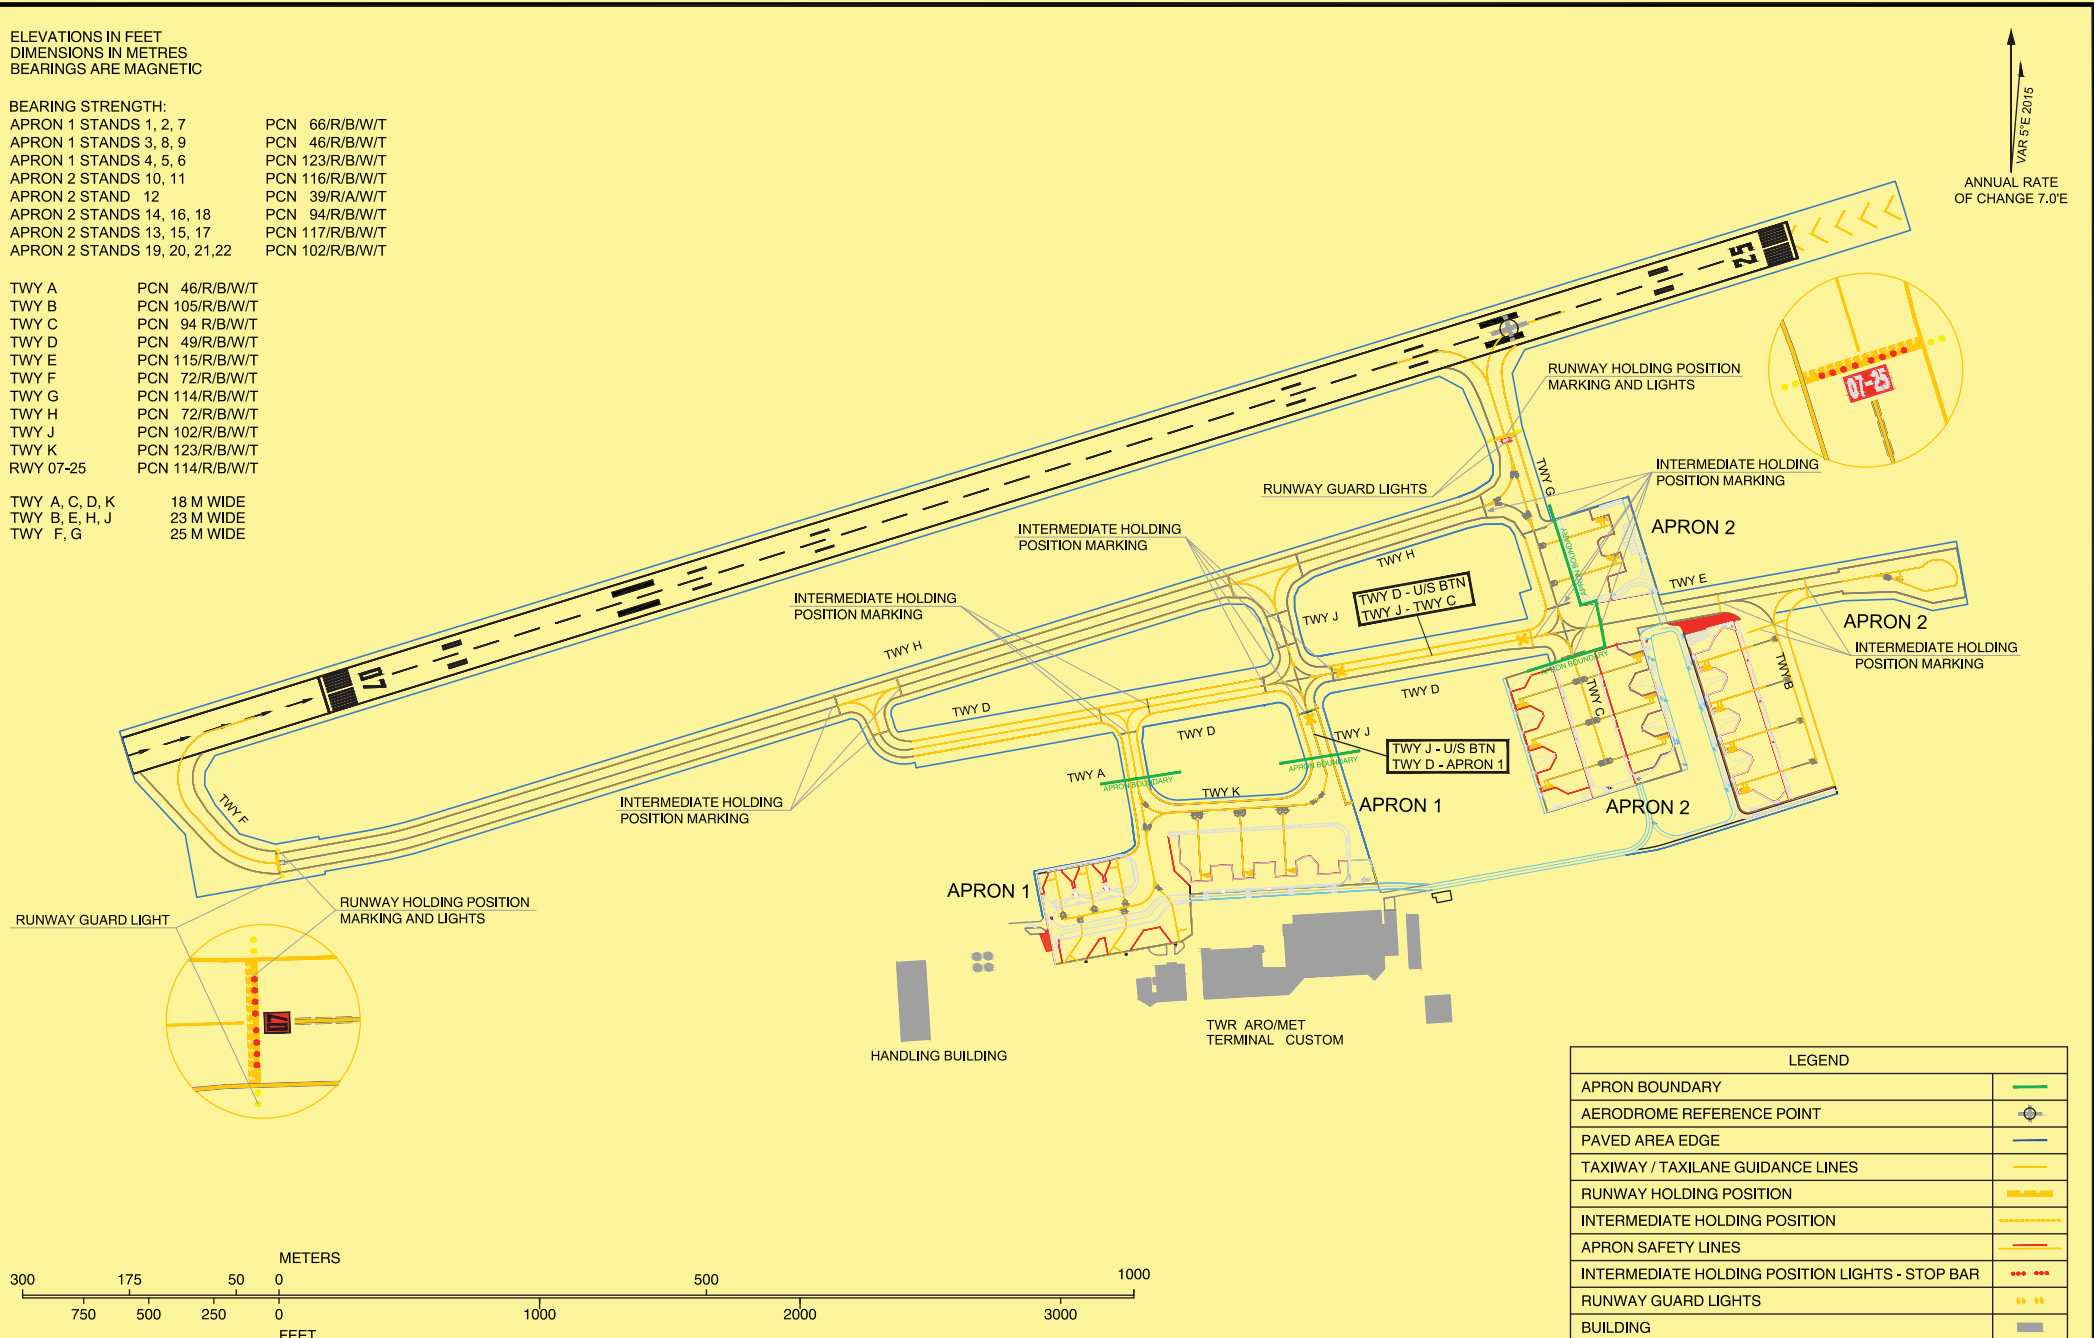 ELEVATIONS IN FEET
DIMENSIONS IN METRES
BEARINGS ARE MAGNETIC
BEARING STRENGTH:
APRON 1 STANDS 1, 2, 7 PCN 66/R/B/W/T
APRON 1 STANDS 3, 8, 9 PCN 46/R/B/W/T
APRON 1 STANDS 4, 5, 6 PCN 123/R/B/W/T
APRON 2 STANDS 10, 11 PCN 116/R/B/W/T
APRON 2 STAND 12 PCN 39/R/A/W/T
APRON 2 STANDS 14, 16, 18 PCN 94/R/B/W/T
APRON 2 STANDS 13, 15, 17 PCN 117/R/B/W/T
APRON 2 STANDS 19, 20, 21,22 PCN 102/R/B/W/T
TWY A PCN 46/R/B/W/T
TWY B PCN 105/R/B/W/T
TWY C PCN 94 R/B/W/T
TWY D PCN 49/R/B/W/T
TWY E PCN 115/R/B/W/T
TWY F PCN 72/R/B/W/T
TWY G PCN 114/R/B/W/T
TWY H PCN 72/R/B/W/T
TWY J PCN 102/R/B/W/T
TWY K PCN 123/R/B/W/T
RWY 07-25 PCN 114/R/B/W/T
TWY A, C, D, K 18 M WIDE
TWY B, E, H, J 23 M WIDE
TWY F, G 25 M WIDE
VAR 5°E 2015
ANNUAL RATE
OF CHANGE 7.0'E
25
07-25
RUNWAY HOLDING POSITION
MARKING AND LIGHTS
TWY G
INTERMEDIATE HOLDING
POSITION MARKING
RUNWAY GUARD LIGHTS
APRON 2
INTERMEDIATE HOLDING
POSITION MARKING
APRON BOUNDARY
TWY H
TWY E
TWY D - U/S BTN
TWY J - TWY C
INTERMEDIATE HOLDING
POSITION MARKING
TWY J
APRON 2
TWY H
INTERMEDIATE HOLDING
POSITION MARKING
APRON BOUNDARY
07
TWY B
TWY C
TWY D
TWY D
TWY D
TWY J
TWY J - U/S BTN
TWY D - APRON 1
TWY A
APRON BOUNDARY
APRON BOUNDARY
TWY K
TWY F
INTERMEDIATE HOLDING
POSITION MARKING
APRON 1
APRON 2
APRON 1
RUNWAY HOLDING POSITION
MARKING AND LIGHTS
RUNWAY GUARD LIGHT
07
TWR ARO/MET
TERMINAL CUSTOM
HANDLING BUILDING
LEGEND
APRON BOUNDARY
AERODROME REFERENCE POINT
PAVED AREA EDGE
TAXIWAY / TAXILANE GUIDANCE LINES
RUNWAY HOLDING POSITION
INTERMEDIATE HOLDING POSITION
APRON SAFETY LINES
INTERMEDIATE HOLDING POSITION LIGHTS - STOP BAR
RUNWAY GUARD LIGHTS
BUILDING
METERS
300 175 50 0 500 1000
750 500 250 0 1000 2000 3000
FEET